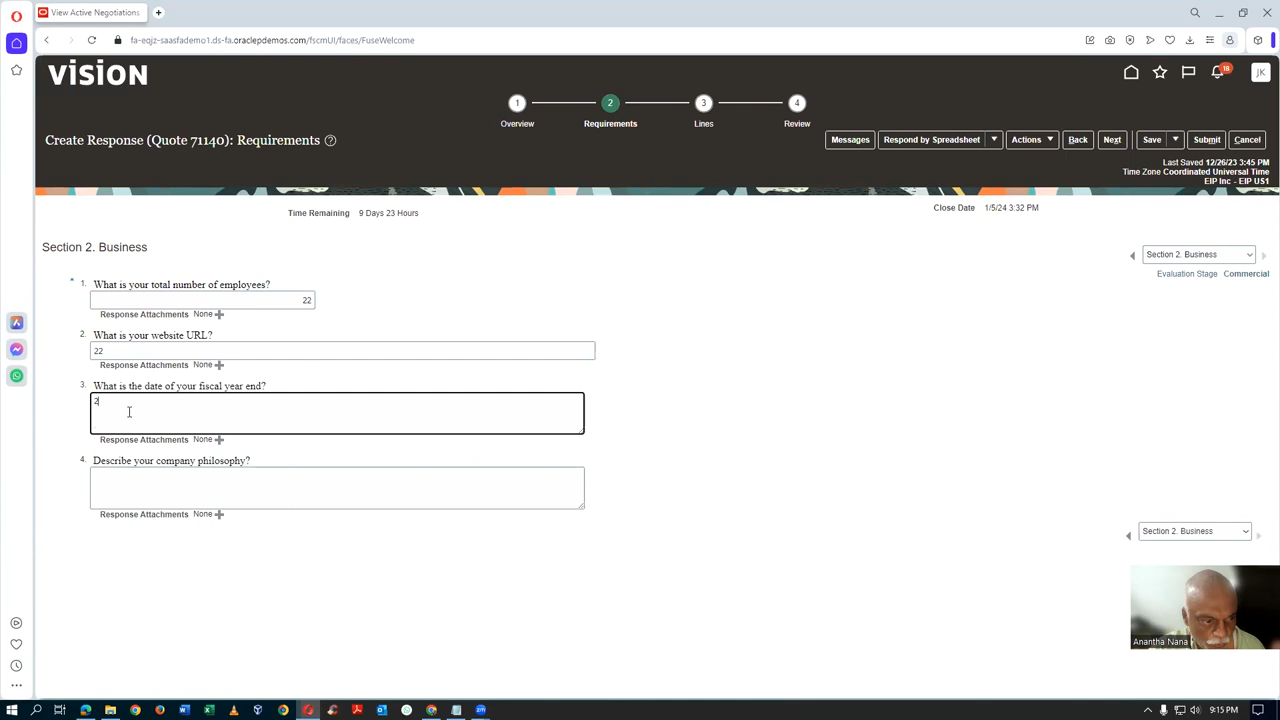 View Active Negotiations
fa-eqjz-saasfademo1.ds-fa.oraclepdemos.com/fscmUI/faces/FuseWelcome
vision
18
JK
1
2
3
4
Overview
Requirements
Lines
Review
Create Response (Quote 71140): Requirements
Messages
Respond by Spreadsheet
Actions
Back
Next
Save
Submit
Cancel
Last Saved 12/26/23 3:45 PM
Time Zone Coordinated Universal Time
EIP Inc - EIP US1
Time Remaining 9 Days 23 Hours
Close Date 1/5/24 3:32 PM
Section 2. Business
Section 2. Business
Evaluation Stage Commercial
* 1. What is your total number of employees?
22
Response Attachments None
2. What is your website URL?
22
Response Attachments None
3. What is the date of your fiscal year end?
2
Response Attachments None
4. Describe your company philosophy?
Response Attachments None
Section 2. Business
Anantha Nana
9:15 PM